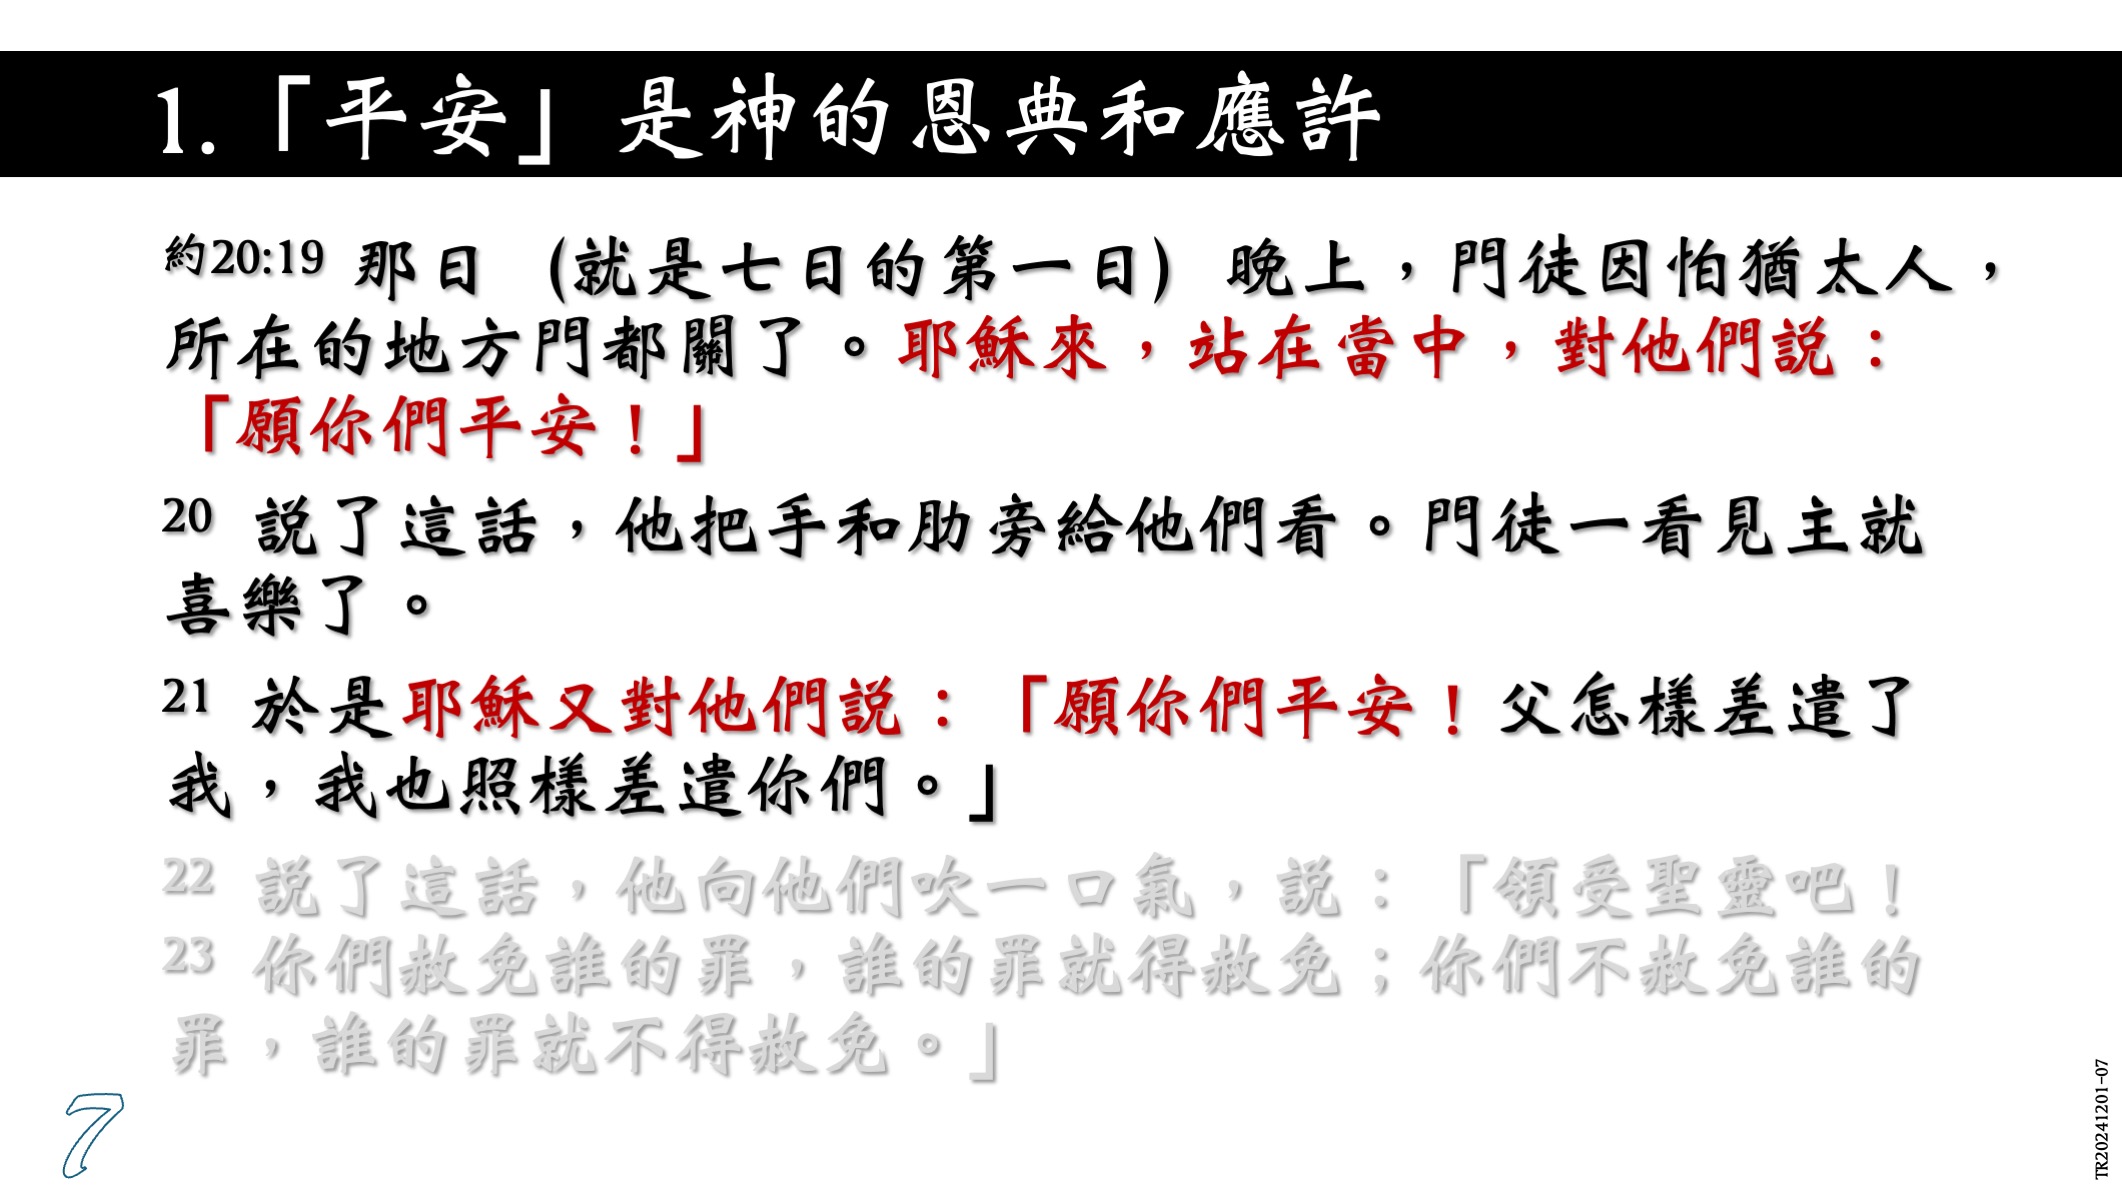 1.「平安」是神的恩典和應許
約20:19 那日（就是七日的第一日）晚上，門徒因怕猶太人，
所在的地方門都關了。耶穌來，站在當中，對他們説：
「願你們平安！」
20 説了這話，他把手和肋旁給他們看。門徒一看見主就
喜樂了。
21 於是耶穌又對他們説：「願你們平安！父怎樣差遣了
我，我也照樣差遣你們。」
22 説了這話，他向他們吹一口氣，説：「領受聖靈吧！
23 你們赦免誰的罪，誰的罪就得赦免；你們不赦免誰的
罪，誰的罪就不得赦免。」
7
TR20241201-07